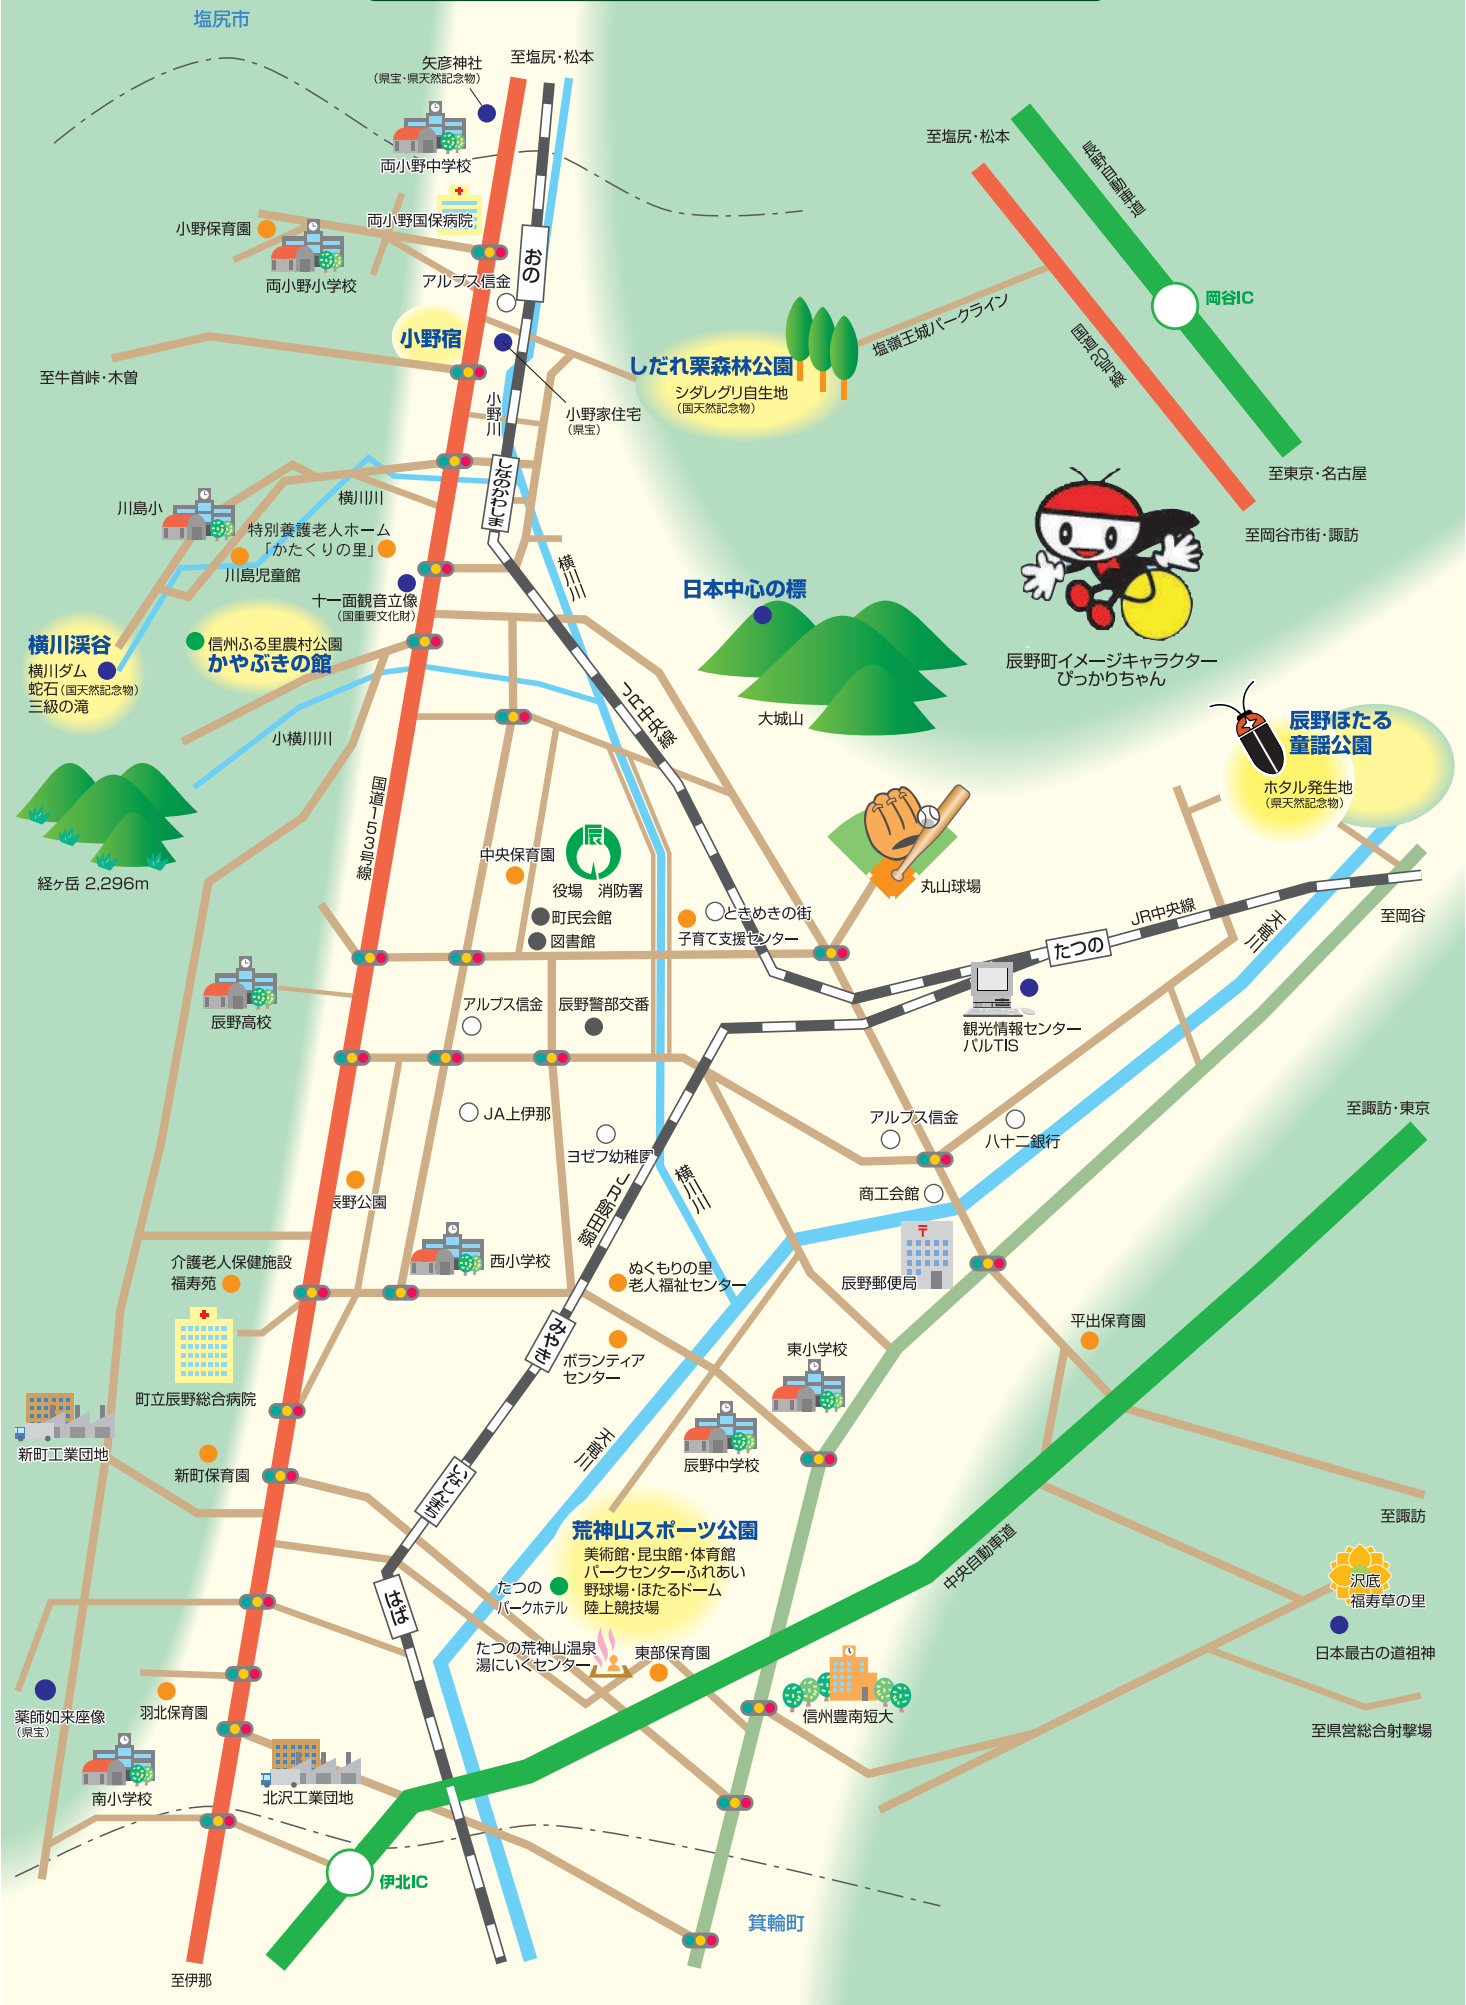 塩尻市
矢彦神社
（県宝・県天然記念物）
至塩尻・松本
両小野中学校
両小野国保病院
小野保育園
両小野小学校
アルプス信金
おの
小野宿
至牛首峠・木曽
小野川
小野家住宅
（県宝）
しだれ栗森林公園
シダレグリ自生地
（国天然記念物）
塩嶺王城パークライン
至塩尻・松本
長野自動車道
岡谷IC
国道20号線
至東京・名古屋
至岡谷市街・諏訪
しなのかわしま
川島小
横川川
特別養護老人ホーム
「かたくりの里」
川島児童館
十一面観音立像
（国重要文化財）
横川川
横川渓谷
横川ダム
蛇石（国天然記念物）
三級の滝
信州ふる里農村公園
かやぶきの館
小横川川
日本中心の標
大城山
辰野町イメージキャラクター
ぴっかりちゃん
辰野ほたる
童謡公園
ホタル発生地
（県天然記念物）
JR中央線
経ヶ岳 2,296m
国道153号線
中央保育園
役場
消防署
町民会館
図書館
ときめきの街
子育て支援センター
丸山球場
JR中央線
たつの
天竜川
至岡谷
辰野高校
アルプス信金
辰野警部交番
観光情報センター
パルTIS
JA上伊那
ヨゼフ幼稚園
横川川
JR飯田線
アルプス信金
八十二銀行
至諏訪・東京
辰野公園
商工会館
介護老人保健施設
福寿苑
西小学校
ぬくもりの里
老人福祉センター
辰野郵便局
平出保育園
みやき
ボランティア
センター
東小学校
町立辰野総合病院
新町工業団地
新町保育園
辰野中学校
天竜川
いなしんまち
至諏訪
荒神山スポーツ公園
美術館・昆虫館・体育館
パークセンターふれあい
野球場・ほたるドーム
陸上競技場
たつの
パークホテル
中央自動車道
沢底
福寿草の里
日本最古の道祖神
はば
たつの荒神山温泉
湯にいくセンター
東部保育園
信州豊南短大
至県営総合射撃場
薬師如来座像
（県宝）
羽北保育園
南小学校
北沢工業団地
伊北IC
箕輪町
至伊那